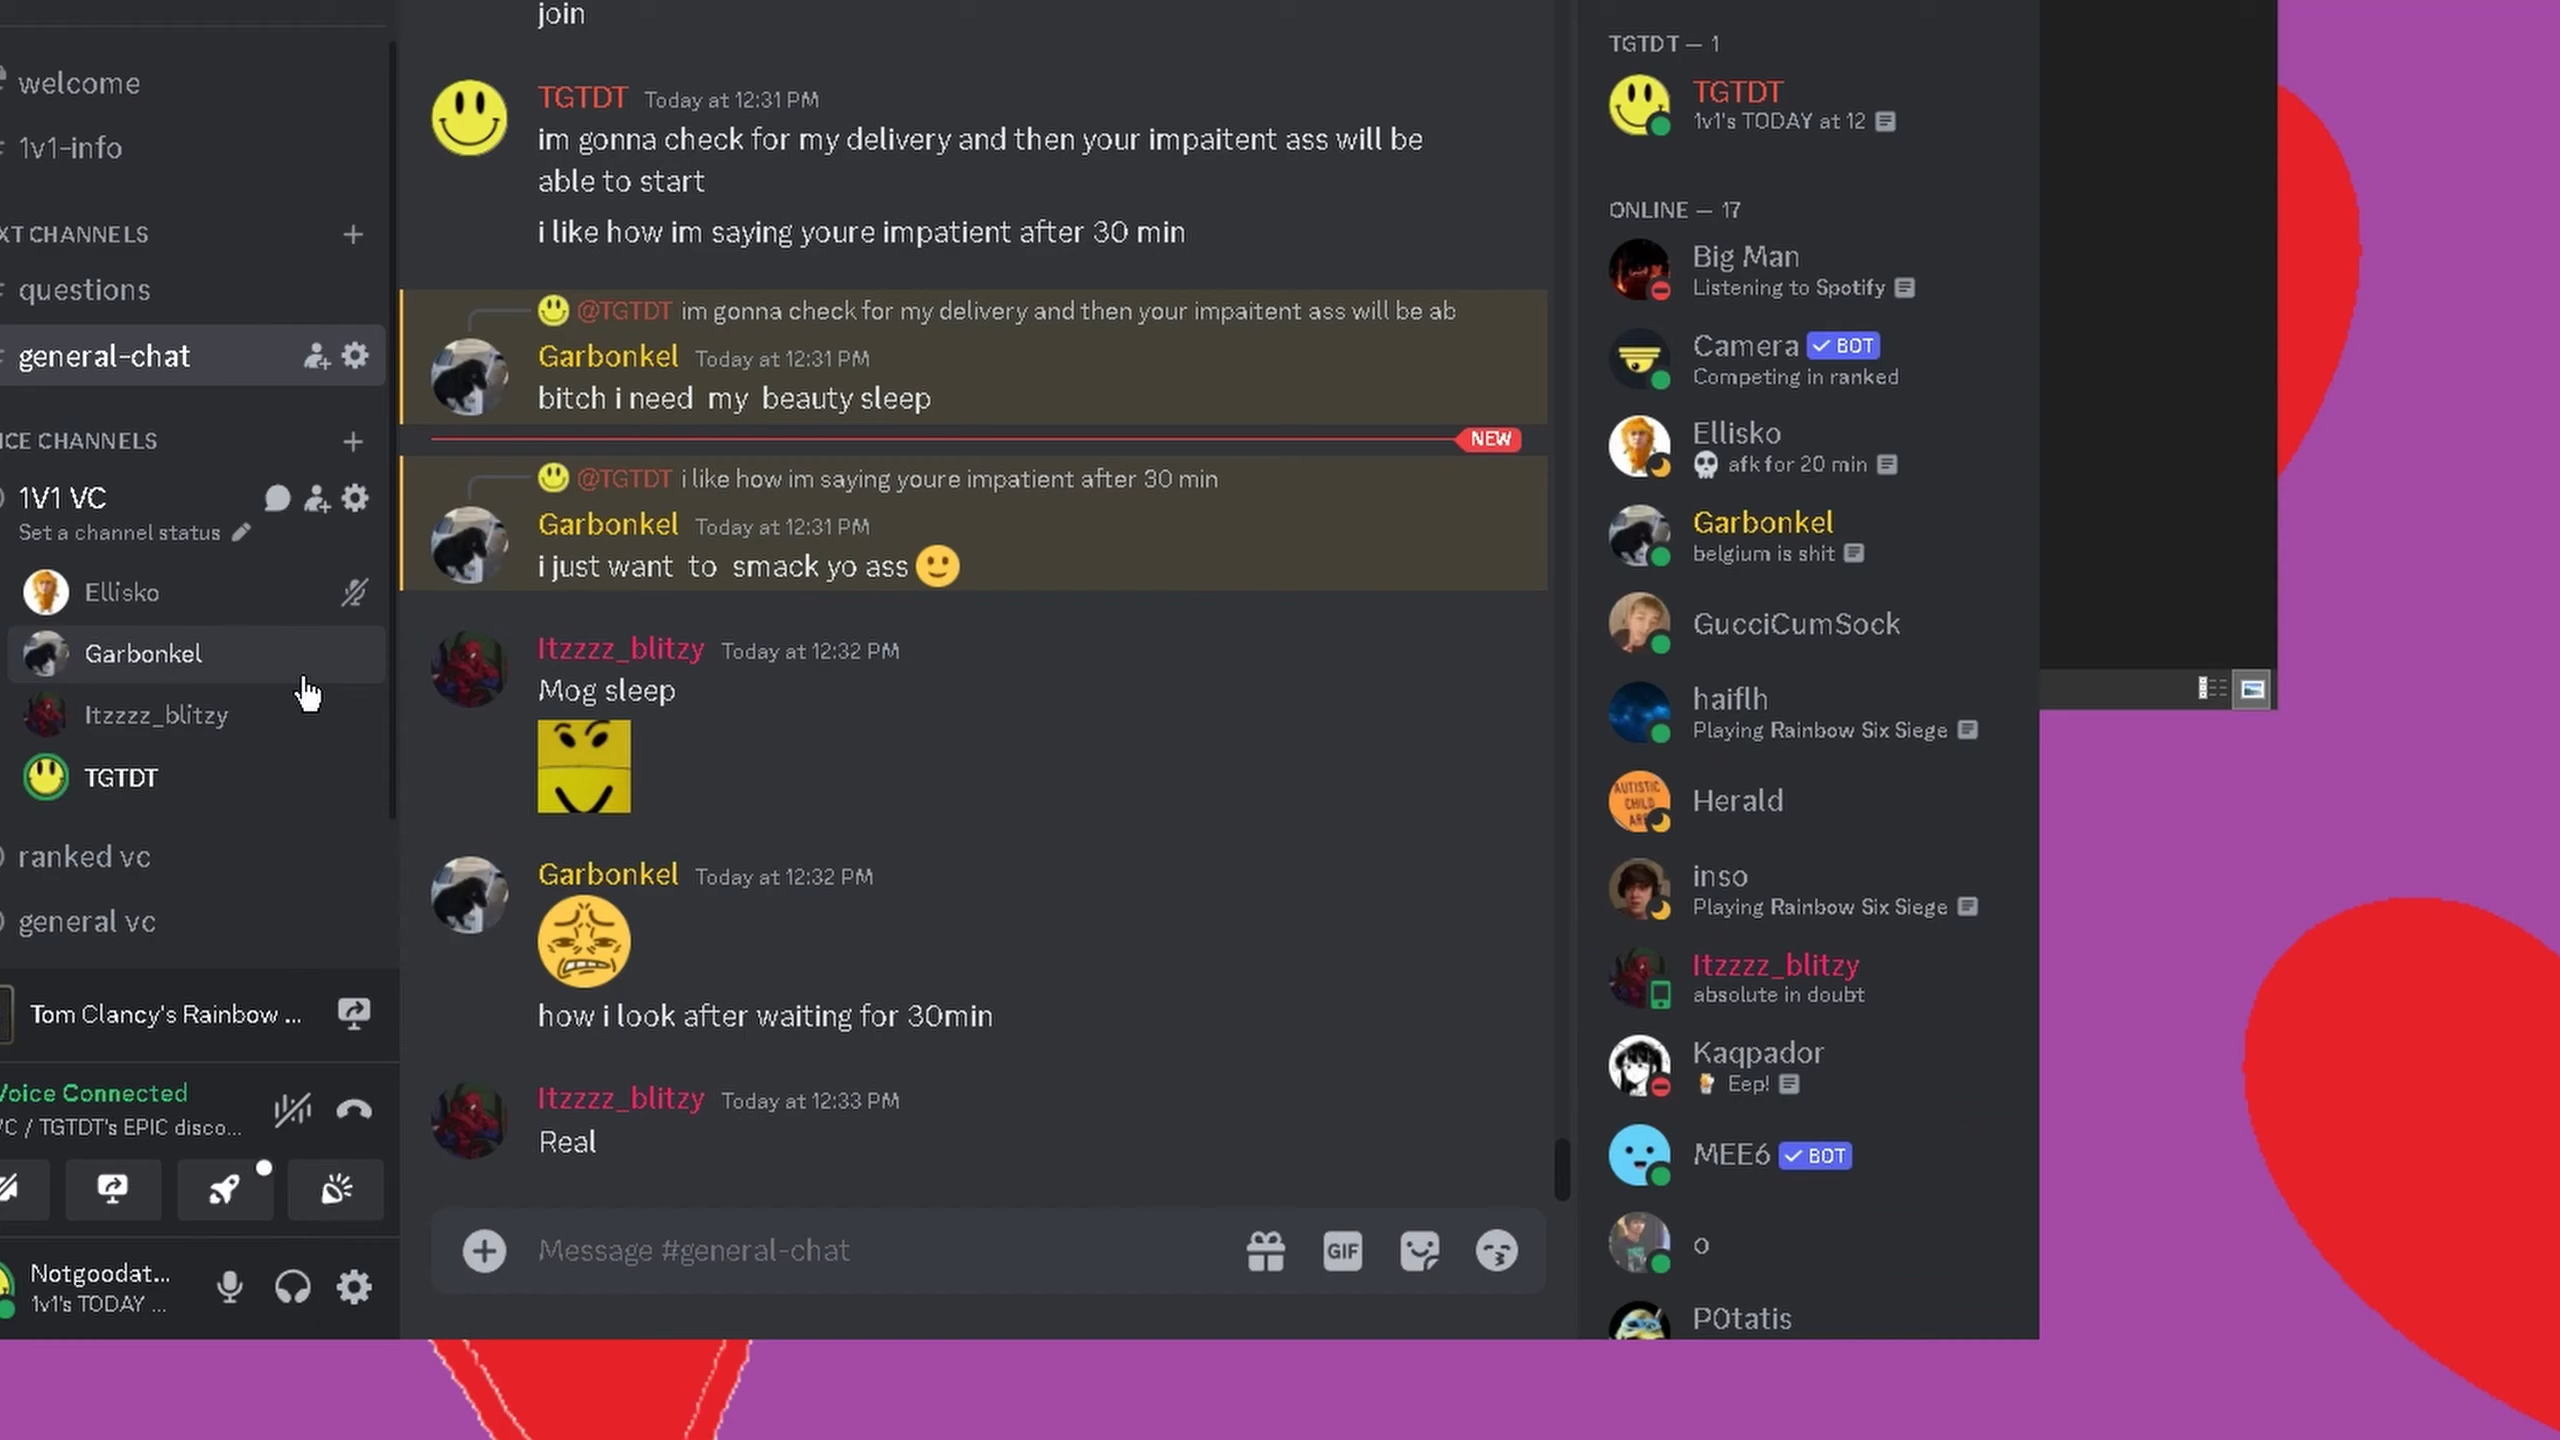 welcome
1v1-info
XT CHANNELS
questions
general-chat
ICE CHANNELS
1V1 VC
Set a channel status
Ellisko
Garbonkel
Itzzzz_blitzy
TGTDT
ranked vc
general vc
Tom Clancy's Rainbow ...
Voice Connected
VC / TGTDT's EPIC disco...
Notgoodat...
1v1's TODAY ...
join
TGTDT Today at 12:31 PM
im gonna check for my delivery and then your impaitent ass will be
able to start
i like how im saying youre impatient after 30 min
@TGTDT im gonna check for my delivery and then your impaitent ass will be ab
Garbonkel Today at 12:31 PM
bitch i need my beauty sleep
NEW
@TGTDT i like how im saying youre impatient after 30 min
Garbonkel Today at 12:31 PM
i just want to smack yo ass
Itzzzz_blitzy Today at 12:32 PM
Mog sleep
Garbonkel Today at 12:32 PM
how i look after waiting for 30min
Itzzzz_blitzy Today at 12:33 PM
Real
Message #general-chat
GIF
TGTDT — 1
TGTDT
1v1's TODAY at 12
ONLINE — 17
Big Man
Listening to Spotify
Camera BOT
Competing in ranked
Ellisko
afk for 20 min
Garbonkel
belgium is shit
GucciCumSock
haiflh
Playing Rainbow Six Siege
AUTISTIC
CHILD
Herald
inso
Playing Rainbow Six Siege
Itzzzz_blitzy
absolute in doubt
Kaqpador
Eep!
MEE6 BOT
o
P0tatis